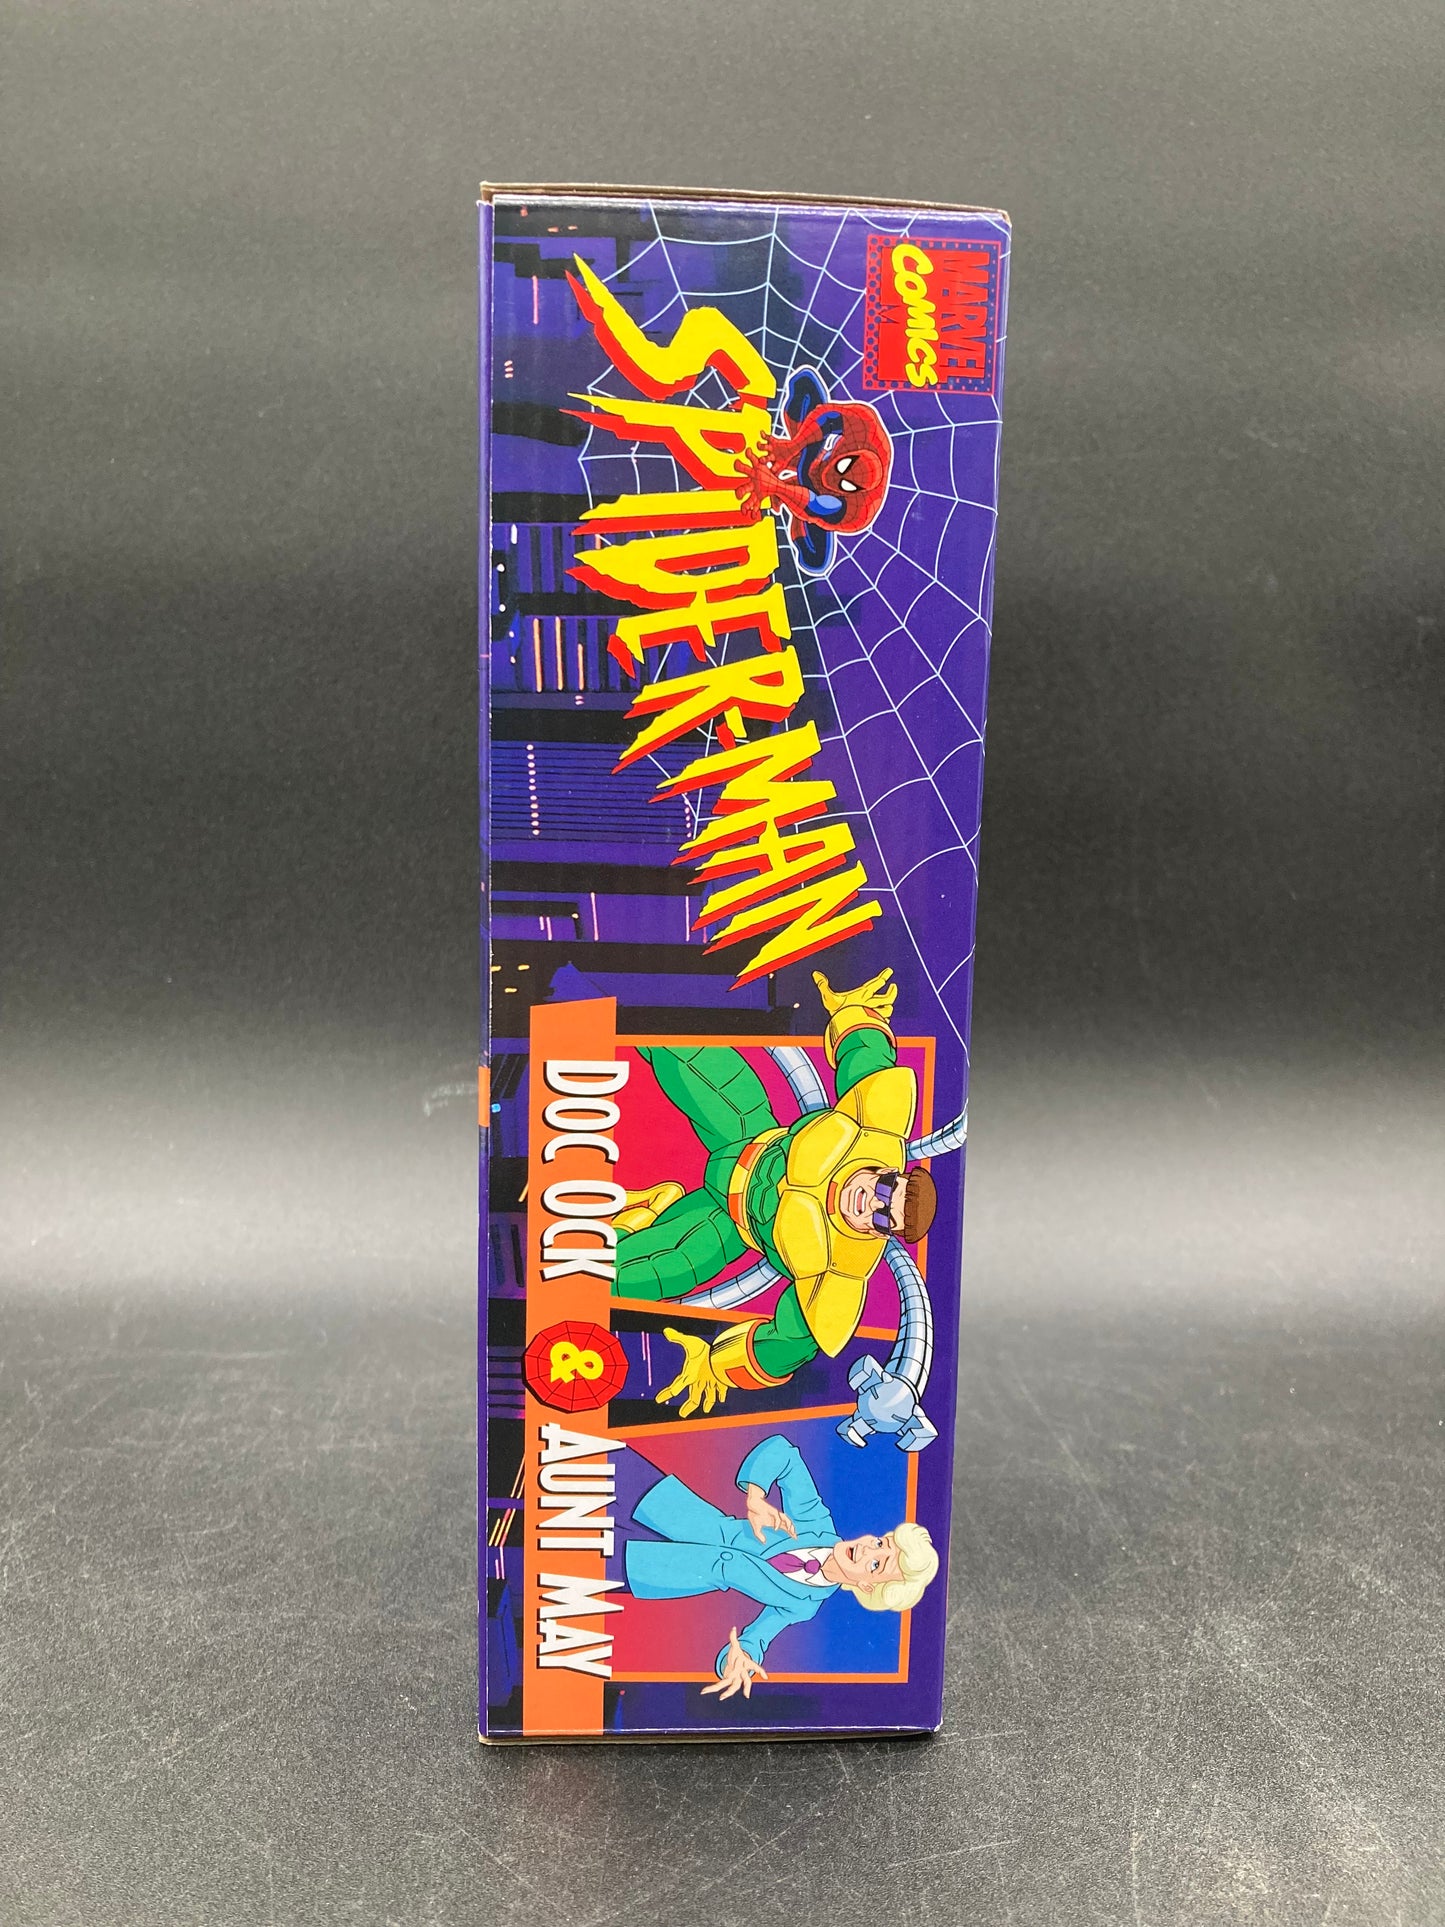 MARVEL
COMICS
SPIDER-MAN
DOC OCK & AUNT MAY